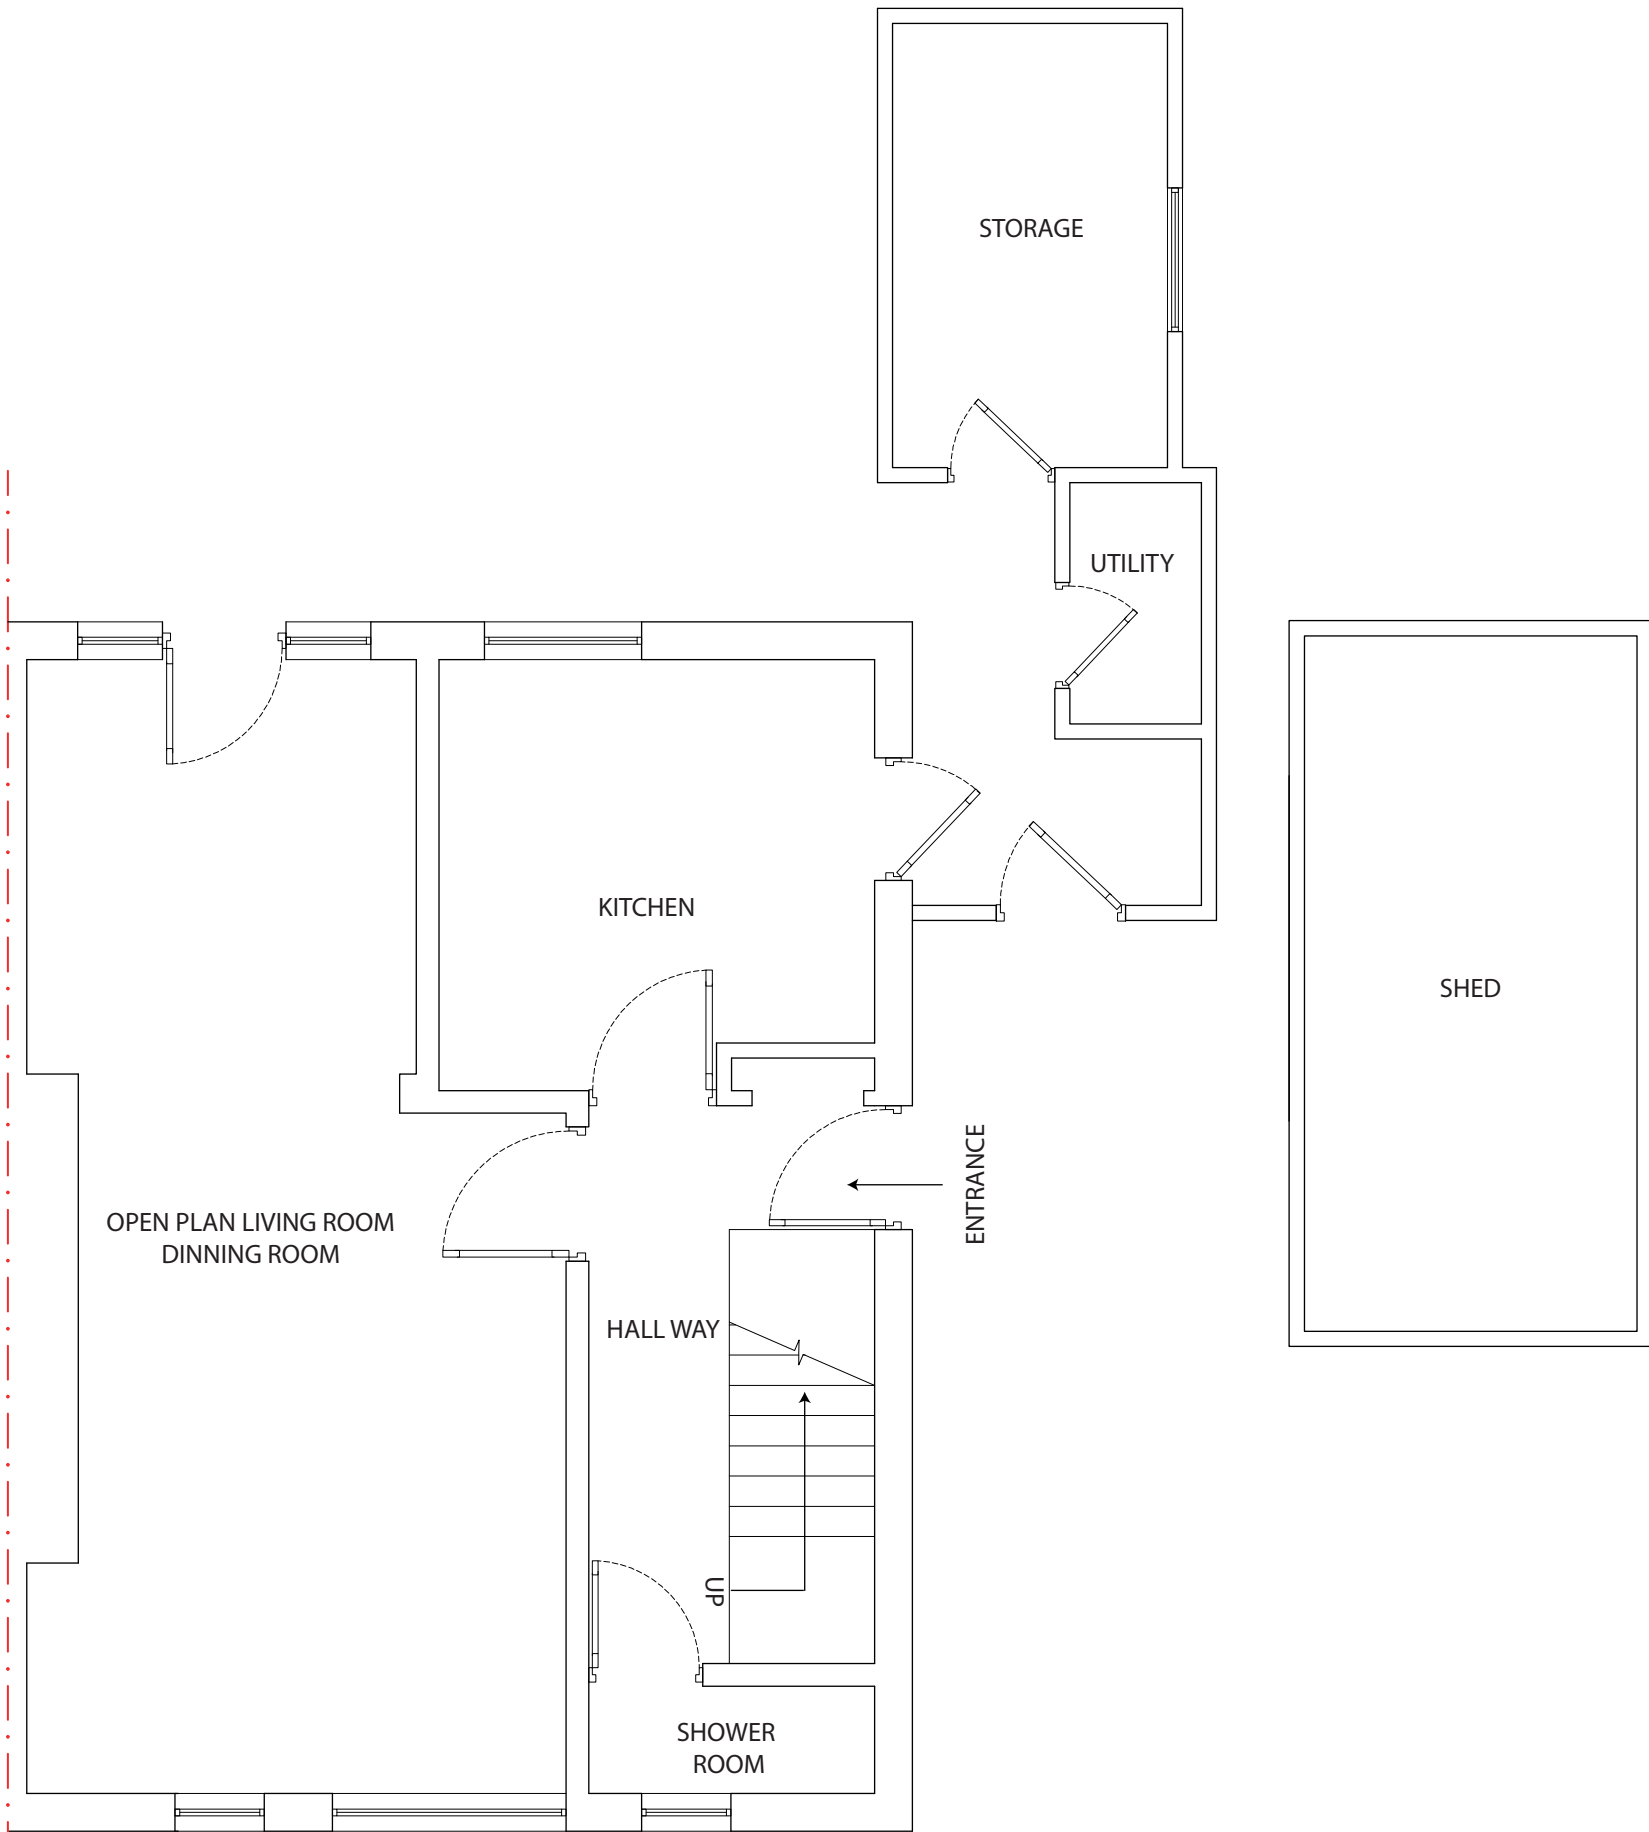 STORAGE
UTILITY
KITCHEN
SHED
ENTRANCE
OPEN PLAN LIVING ROOM
DINNING ROOM
HALL WAY
UP
SHOWER
ROOM